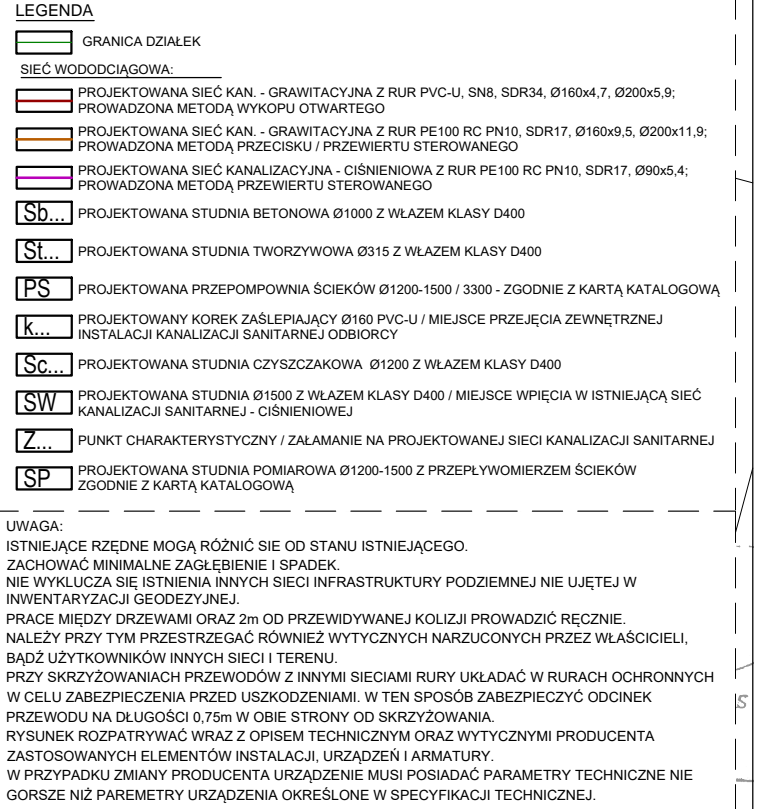 LEGENDA
GRANICA DZIAŁEK
SIEĆ WODODCIĄGOWA:
PROJEKTOWANA SIEĆ KAN. - GRAWITACYJNA Z RUR PVC-U, SN8, SDR34, Ø160x4,7, Ø200x5,9;
PROWADZONA METODĄ WYKOPU OTWARTEGO
PROJEKTOWANA SIEĆ KAN. - GRAWITACYJNA Z RUR PE100 RC PN10, SDR17, Ø160x9,5, Ø200x11,9;
PROWADZONA METODĄ PRZECISKU / PRZEWIERTU STEROWANEGO
PROJEKTOWANA SIEĆ KANALIZACYJNA - CIŚNIENIOWA Z RUR PE100 RC PN10, SDR17, Ø90x5,4;
PROWADZONA METODĄ PRZEWIERTU STEROWANEGO
Sb... PROJEKTOWANA STUDNIA BETONOWA Ø1000 Z WŁAZEM KLASY D400
St... PROJEKTOWANA STUDNIA TWORZYWOWA Ø315 Z WŁAZEM KLASY D400
PS PROJEKTOWANA PRZEPOMPOWNIA ŚCIEKÓW Ø1200-1500 / 3300 - ZGODNIE Z KARTĄ KATALOGOWĄ
k... PROJEKTOWANY KOREK ZAŚLEPIAJĄCY Ø160 PVC-U / MIEJSCE PRZEJĘCIA ZEWNĘTRZNEJ
INSTALACJI KANALIZACJI SANITARNEJ ODBIORCY
Sc... PROJEKTOWANA STUDNIA CZYSZCZAKOWA Ø1200 Z WŁAZEM KLASY D400
SW PROJEKTOWANA STUDNIA Ø1500 Z WŁAZEM KLASY D400 / MIEJSCE WPIĘCIA W ISTNIEJĄCĄ SIEĆ
KANALIZACJI SANITARNEJ - CIŚNIENIOWEJ
Z... PUNKT CHARAKTERYSTYCZNY / ZAŁAMANIE NA PROJEKTOWANEJ SIECI KANALIZACJI SANITARNEJ
SP PROJEKTOWANA STUDNIA POMIAROWA Ø1200-1500 Z PRZEPŁYWOMIERZEM ŚCIEKÓW
ZGODNIE Z KARTĄ KATALOGOWĄ
UWAGA:
ISTNIEJĄCE RZĘDNE MOGĄ RÓŻNIĆ SIE OD STANU ISTNIEJĄCEGO.
ZACHOWAĆ MINIMALNE ZAGŁĘBIENIE I SPADEK.
NIE WYKLUCZA SIĘ ISTNIENIA INNYCH SIECI INFRASTRUKTURY PODZIEMNEJ NIE UJĘTEJ W
INWENTARYZACJI GEODEZYJNEJ.
PRACE MIĘDZY DRZEWAMI ORAZ 2m OD PRZEWIDYWANEJ KOLIZJI PROWADZIĆ RĘCZNIE.
NALEŻY PRZY TYM PRZESTRZEGAĆ RÓWNIEŻ WYTYCZNYCH NARZUCONYCH PRZEZ WŁAŚCICIELI,
BĄDŹ UŻYTKOWNIKÓW INNYCH SIECI I TERENU.
PRZY SKRZYŻOWANIACH PRZEWODÓW Z INNYMI SIECIAMI RURY UKŁADAĆ W RURACH OCHRONNYCH
W CELU ZABEZPIECZENIA PRZED USZKODZENIAMI. W TEN SPOSÓB ZABEZPIECZYĆ ODCINEK
PRZEWODU NA DŁUGOŚCI 0,75m W OBIE STRONY OD SKRZYŻOWANIA.
RYSUNEK ROZPATRYWAĆ WRAZ Z OPISEM TECHNICZNYM ORAZ WYTYCZNYMI PRODUCENTA
ZASTOSOWANYCH ELEMENTÓW INSTALACJI, URZĄDZEŃ I ARMATURY.
W PRZYPADKU ZMIANY PRODUCENTA URZĄDZENIE MUSI POSIADAĆ PARAMETRY TECHNICZNE NIE
GORSZE NIŻ PAREMETRY URZĄDZENIA OKREŚLONE W SPECYFIKACJI TECHNICZNEJ.